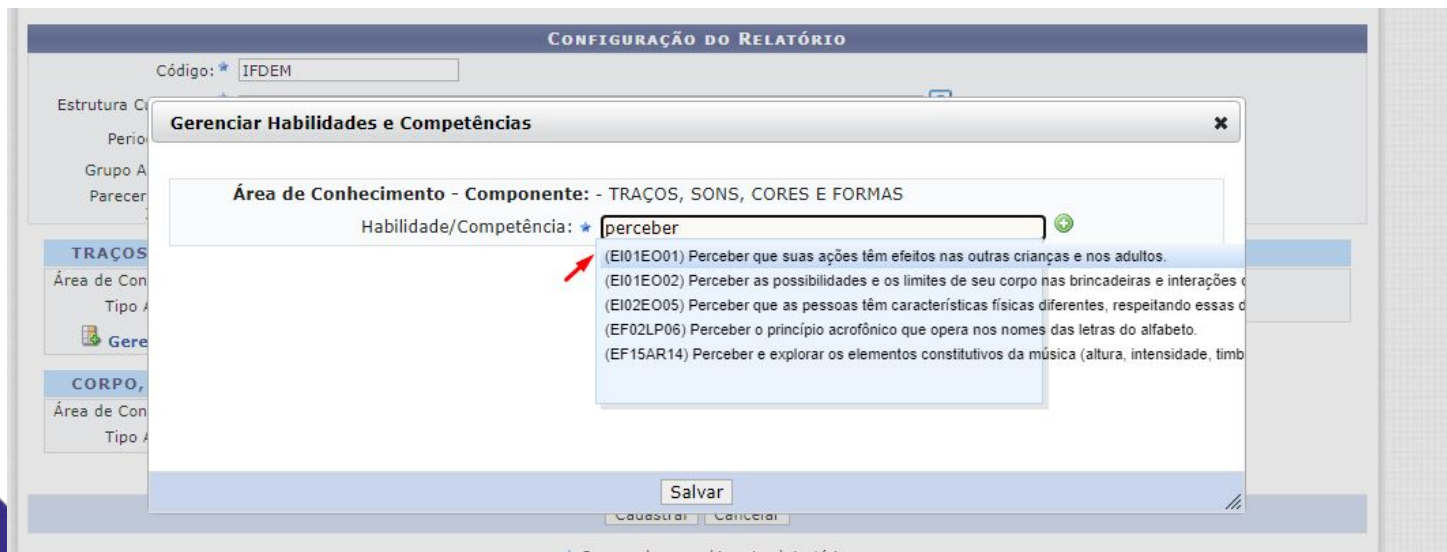 CONFIGURAÇÃO DO RELATÓRIO
Código: IFDEM
Estrutura
Gerenciar Habilidades e Competências
Grupo
Parecer
Área de Conhecimento - Componente: - TRAÇOS, SONS, CORES E FORMAS
Habilidade/Competência: perceber
TRAÇOS
(EI01EO01) Perceber que suas ações têm efeitos nas outras crianças e nos adultos.
Área de Con
(EI01EO02) Perceber as possibilidades e os limites de seu corpo nas brincadeiras e interações
Tipo
(EI02EO05) Perceber que as pessoas têm características físicas diferentes, respeitando essas
Gere
(EF02LP06) Perceber o princípio acrofônico que opera nos nomes das letras do alfabeto.
(EF15AR14) Perceber e explorar os elementos constitutivos da música (altura, intensidade, timb
CORPO,
Área de Con
Tipo
Salvar
Cadastrar Cancelar